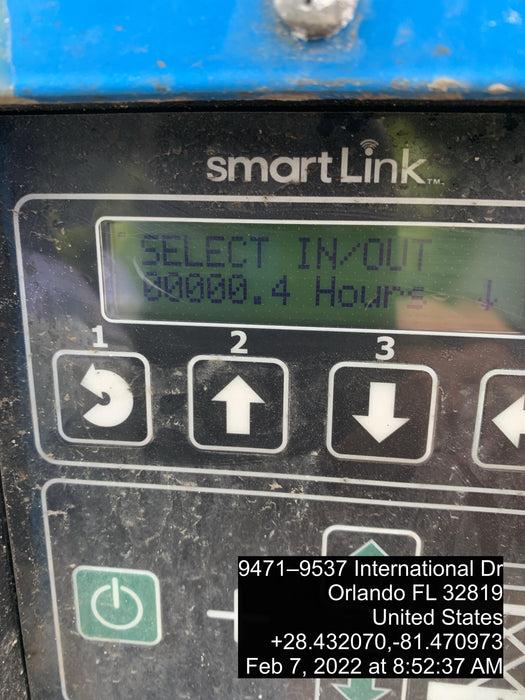 smartLink™
SELECT IN/OUT
00000.4 Hours ↓
1 2 3
9471–9537 International Dr
Orlando FL 32819
United States
+28.432070,-81.470973
Feb 7, 2022 at 8:52:37 AM